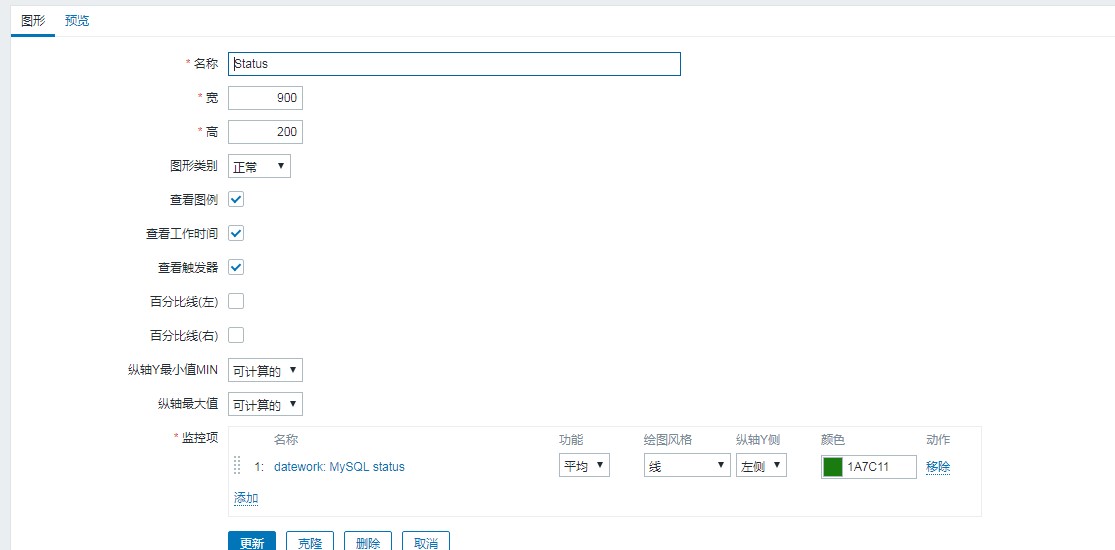 图形 预览
* 名称 Status
* 宽 900
* 高 200
图形类别 正常
查看图例
查看工作时间
查看触发器
百分比线(左)
百分比线(右)
纵轴Y最小值MIN 可计算的
纵轴最大值 可计算的
* 监控项 名称 功能 绘图风格 纵轴Y侧 颜色 动作
1: datework: MySQL status 平均 线 左侧 1A7C11 移除
添加
更新 克隆 删除 取消